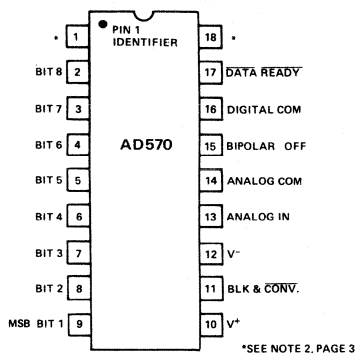 PIN 1
IDENTIFIER
* 1 18 *
BIT 8 2 17 DATA READY
BIT 7 3 16 DIGITAL COM
BIT 6 4 AD570 15 BIPOLAR OFF
BIT 5 5 14 ANALOG COM
BIT 4 6 13 ANALOG IN
BIT 3 7 12 V-
BIT 2 8 11 BLK & CONV.
MSB BIT 1 9 10 V+
*SEE NOTE 2, PAGE 3